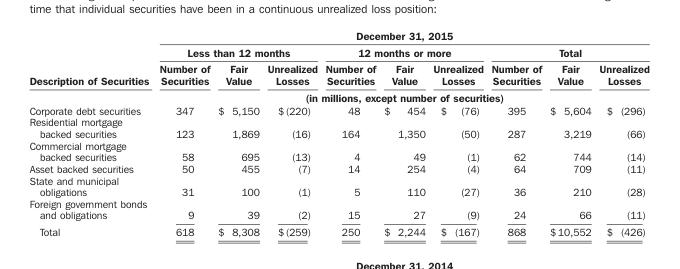 time that individual securities have been in a continuous unrealized loss position:
December 31, 2015
Less than 12 months 12 months or more Total
Number of Fair Unrealized Number of Fair Unrealized Number of Fair Unrealized
Description of Securities Securities Value Losses Securities Value Losses Securities Value Losses
(in millions, except number of securities)
Corporate debt securities 347 $ 5,150 $ (220) 48 $ 454 $ (76) 395 $ 5,604 $ (296)
Residential mortgage
backed securities 123 1,869 (16) 164 1,350 (50) 287 3,219 (66)
Commercial mortgage
backed securities 58 695 (13) 4 49 (1) 62 744 (14)
Asset backed securities 50 455 (7) 14 254 (4) 64 709 (11)
State and municipal
obligations 31 100 (1) 5 110 (27) 36 210 (28)
Foreign government bonds
and obligations 9 39 (2) 15 27 (9) 24 66 (11)
Total 618 $ 8,308 $ (259) 250 $ 2,244 $ (167) 868 $ 10,552 $ (426)
December 31, 2014